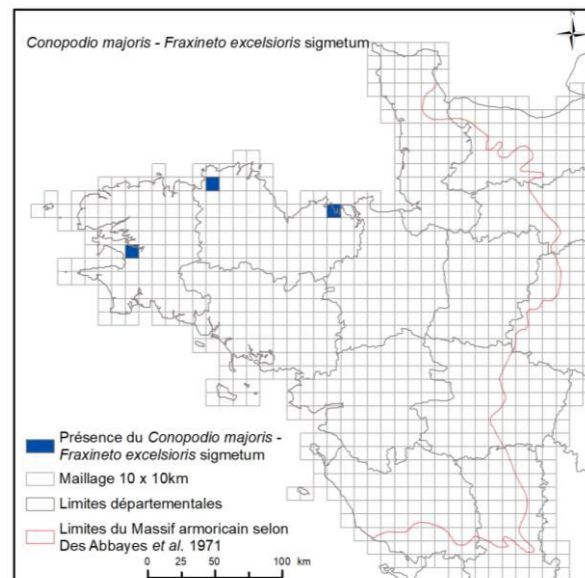 Conopodio majoris - Fraxineto excelsioris sigmetum
Présence du Conopodio majoris -
Fraxineto excelsioris sigmetum
Maillage 10 x 10km
Limites départementales
Limites du Massif armoricain selon
Des Abbayes et al. 1971
0 50 100 km